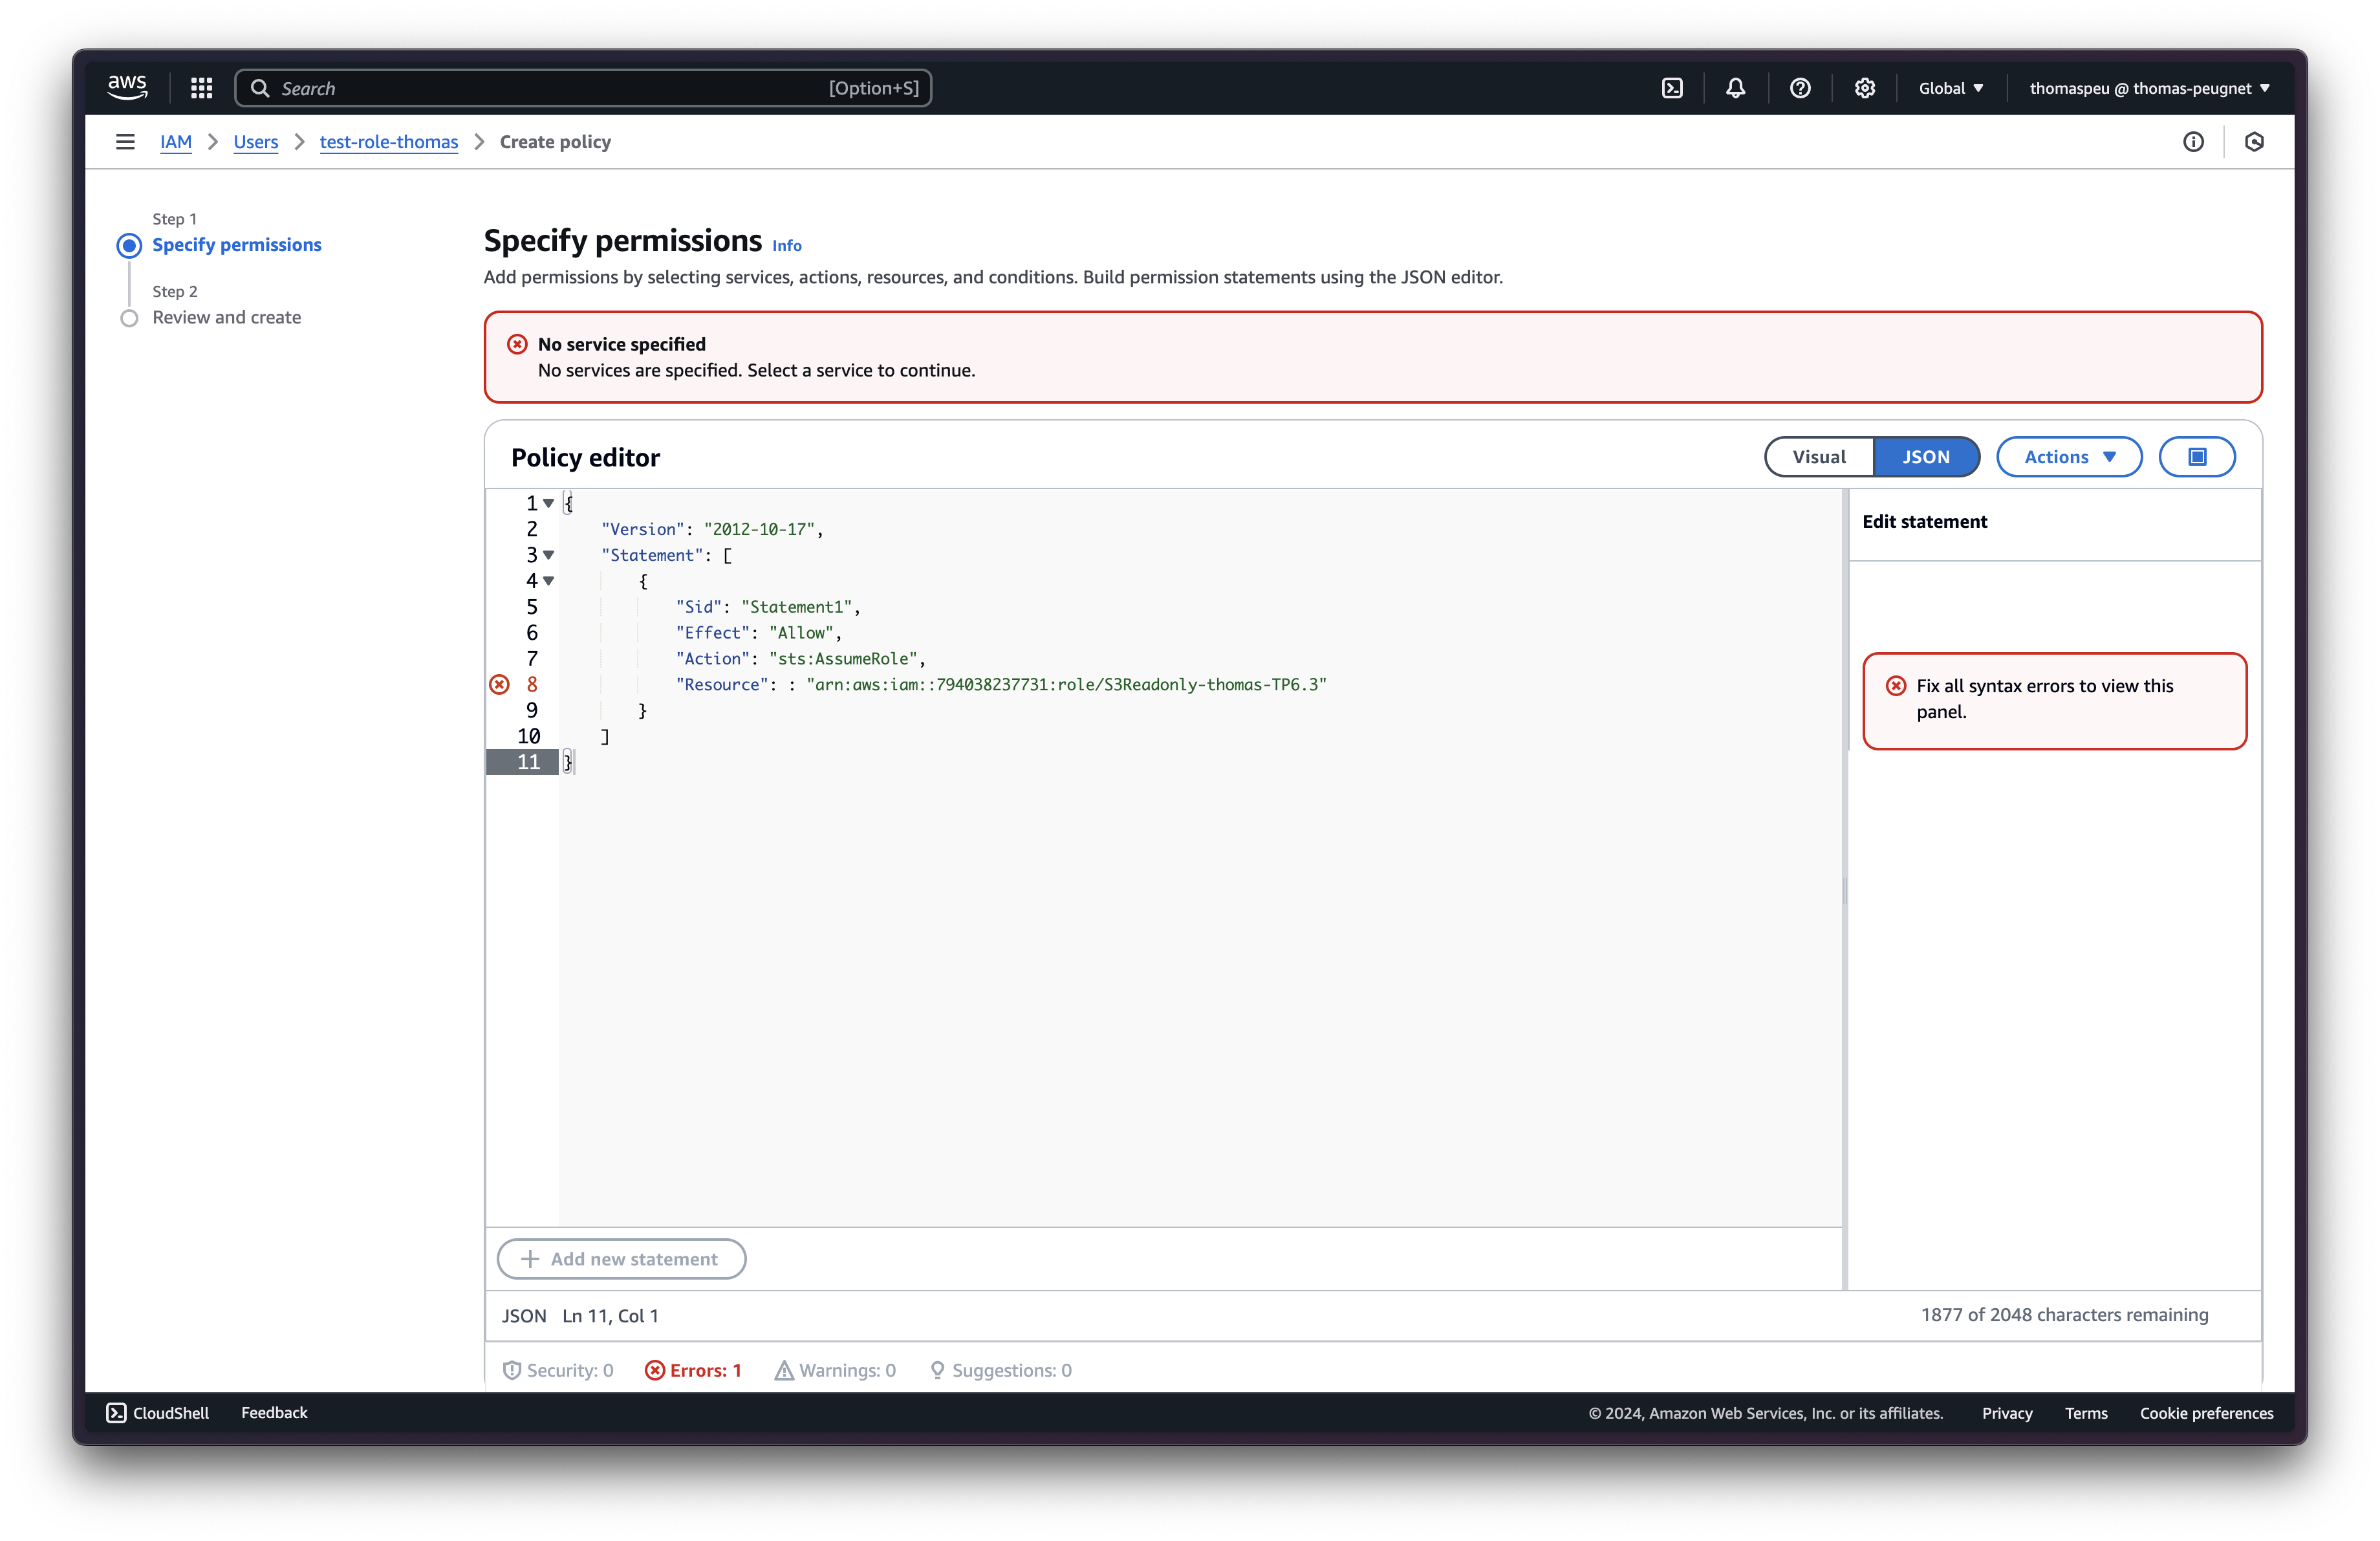 aws
Search [Option+S]
Global
thomaspeu @ thomas-peugnet
IAM > Users > test-role-thomas > Create policy
Step 1
Specify permissions
Step 2
Review and create
Specify permissions Info
Add permissions by selecting services, actions, resources, and conditions. Build permission statements using the JSON editor.
No service specified
No services are specified. Select a service to continue.
Policy editor
Visual JSON Actions
1 {
2 "Version": "2012-10-17",
3 "Statement": [
4 {
5 "Sid": "Statement1",
6 "Effect": "Allow",
7 "Action": "sts:AssumeRole",
8 "Resource": : "arn:aws:iam::794038237731:role/S3Readonly-thomas-TP6.3"
9 }
10 ]
11 }
Edit statement
Fix all syntax errors to view this
panel.
+ Add new statement
JSON Ln 11, Col 1
1877 of 2048 characters remaining
Security: 0 Errors: 1 Warnings: 0 Suggestions: 0
CloudShell Feedback
© 2024, Amazon Web Services, Inc. or its affiliates. Privacy Terms Cookie preferences